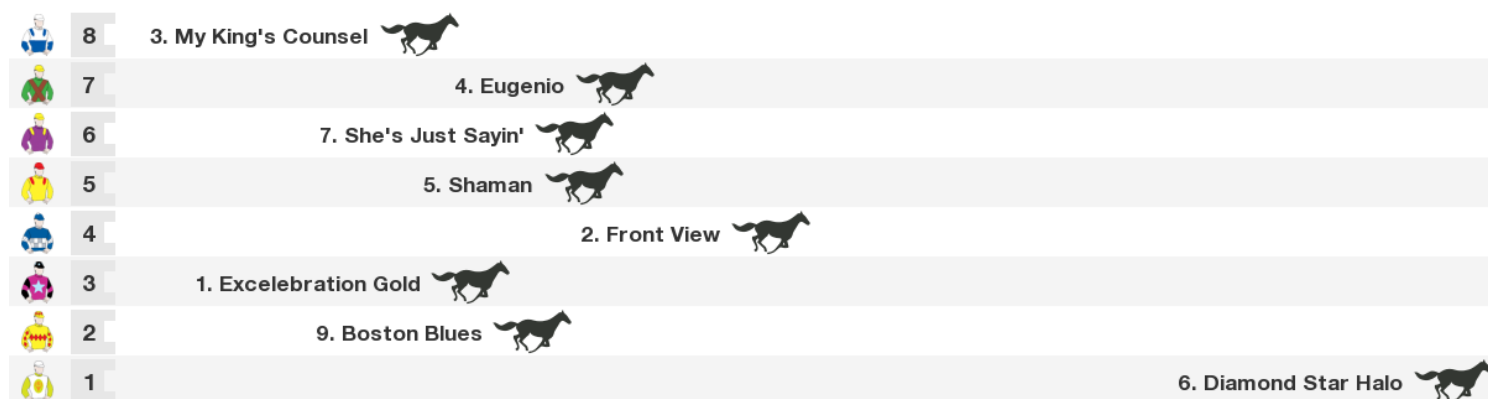 8 3. My King's Counsel
7 4. Eugenio
6 7. She's Just Sayin'
5 5. Shaman
4 2. Front View
3 1. Excelebration Gold
2 9. Boston Blues
1 6. Diamond Star Halo